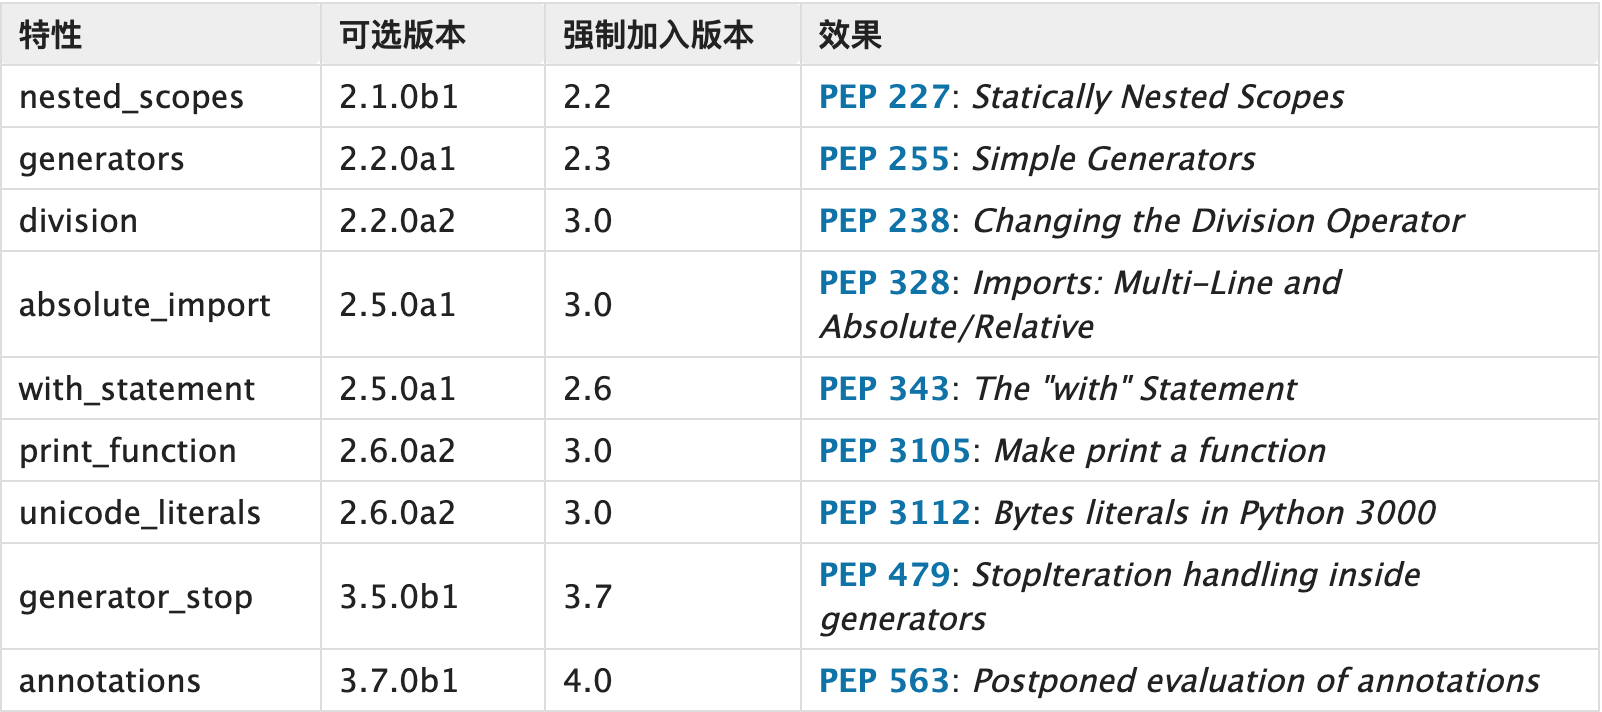 特性 可选版本 强制加入版本 效果
nested_scopes 2.1.0b1 2.2 PEP 227: Statically Nested Scopes
generators 2.2.0a1 2.3 PEP 255: Simple Generators
division 2.2.0a2 3.0 PEP 238: Changing the Division Operator
absolute_import 2.5.0a1 3.0 PEP 328: Imports: Multi-Line and
Absolute/Relative
with_statement 2.5.0a1 2.6 PEP 343: The "with" Statement
print_function 2.6.0a2 3.0 PEP 3105: Make print a function
unicode_literals 2.6.0a2 3.0 PEP 3112: Bytes literals in Python 3000
generator_stop 3.5.0b1 3.7 PEP 479: StopIteration handling inside
generators
annotations 3.7.0b1 4.0 PEP 563: Postponed evaluation of annotations